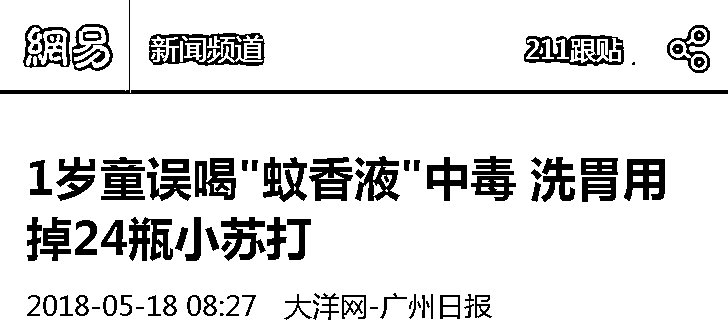 網易 新闻频道 211跟贴
1岁童误喝"蚊香液"中毒 洗胃用
掉24瓶小苏打
2018-05-18 08:27 大洋网-广州日报